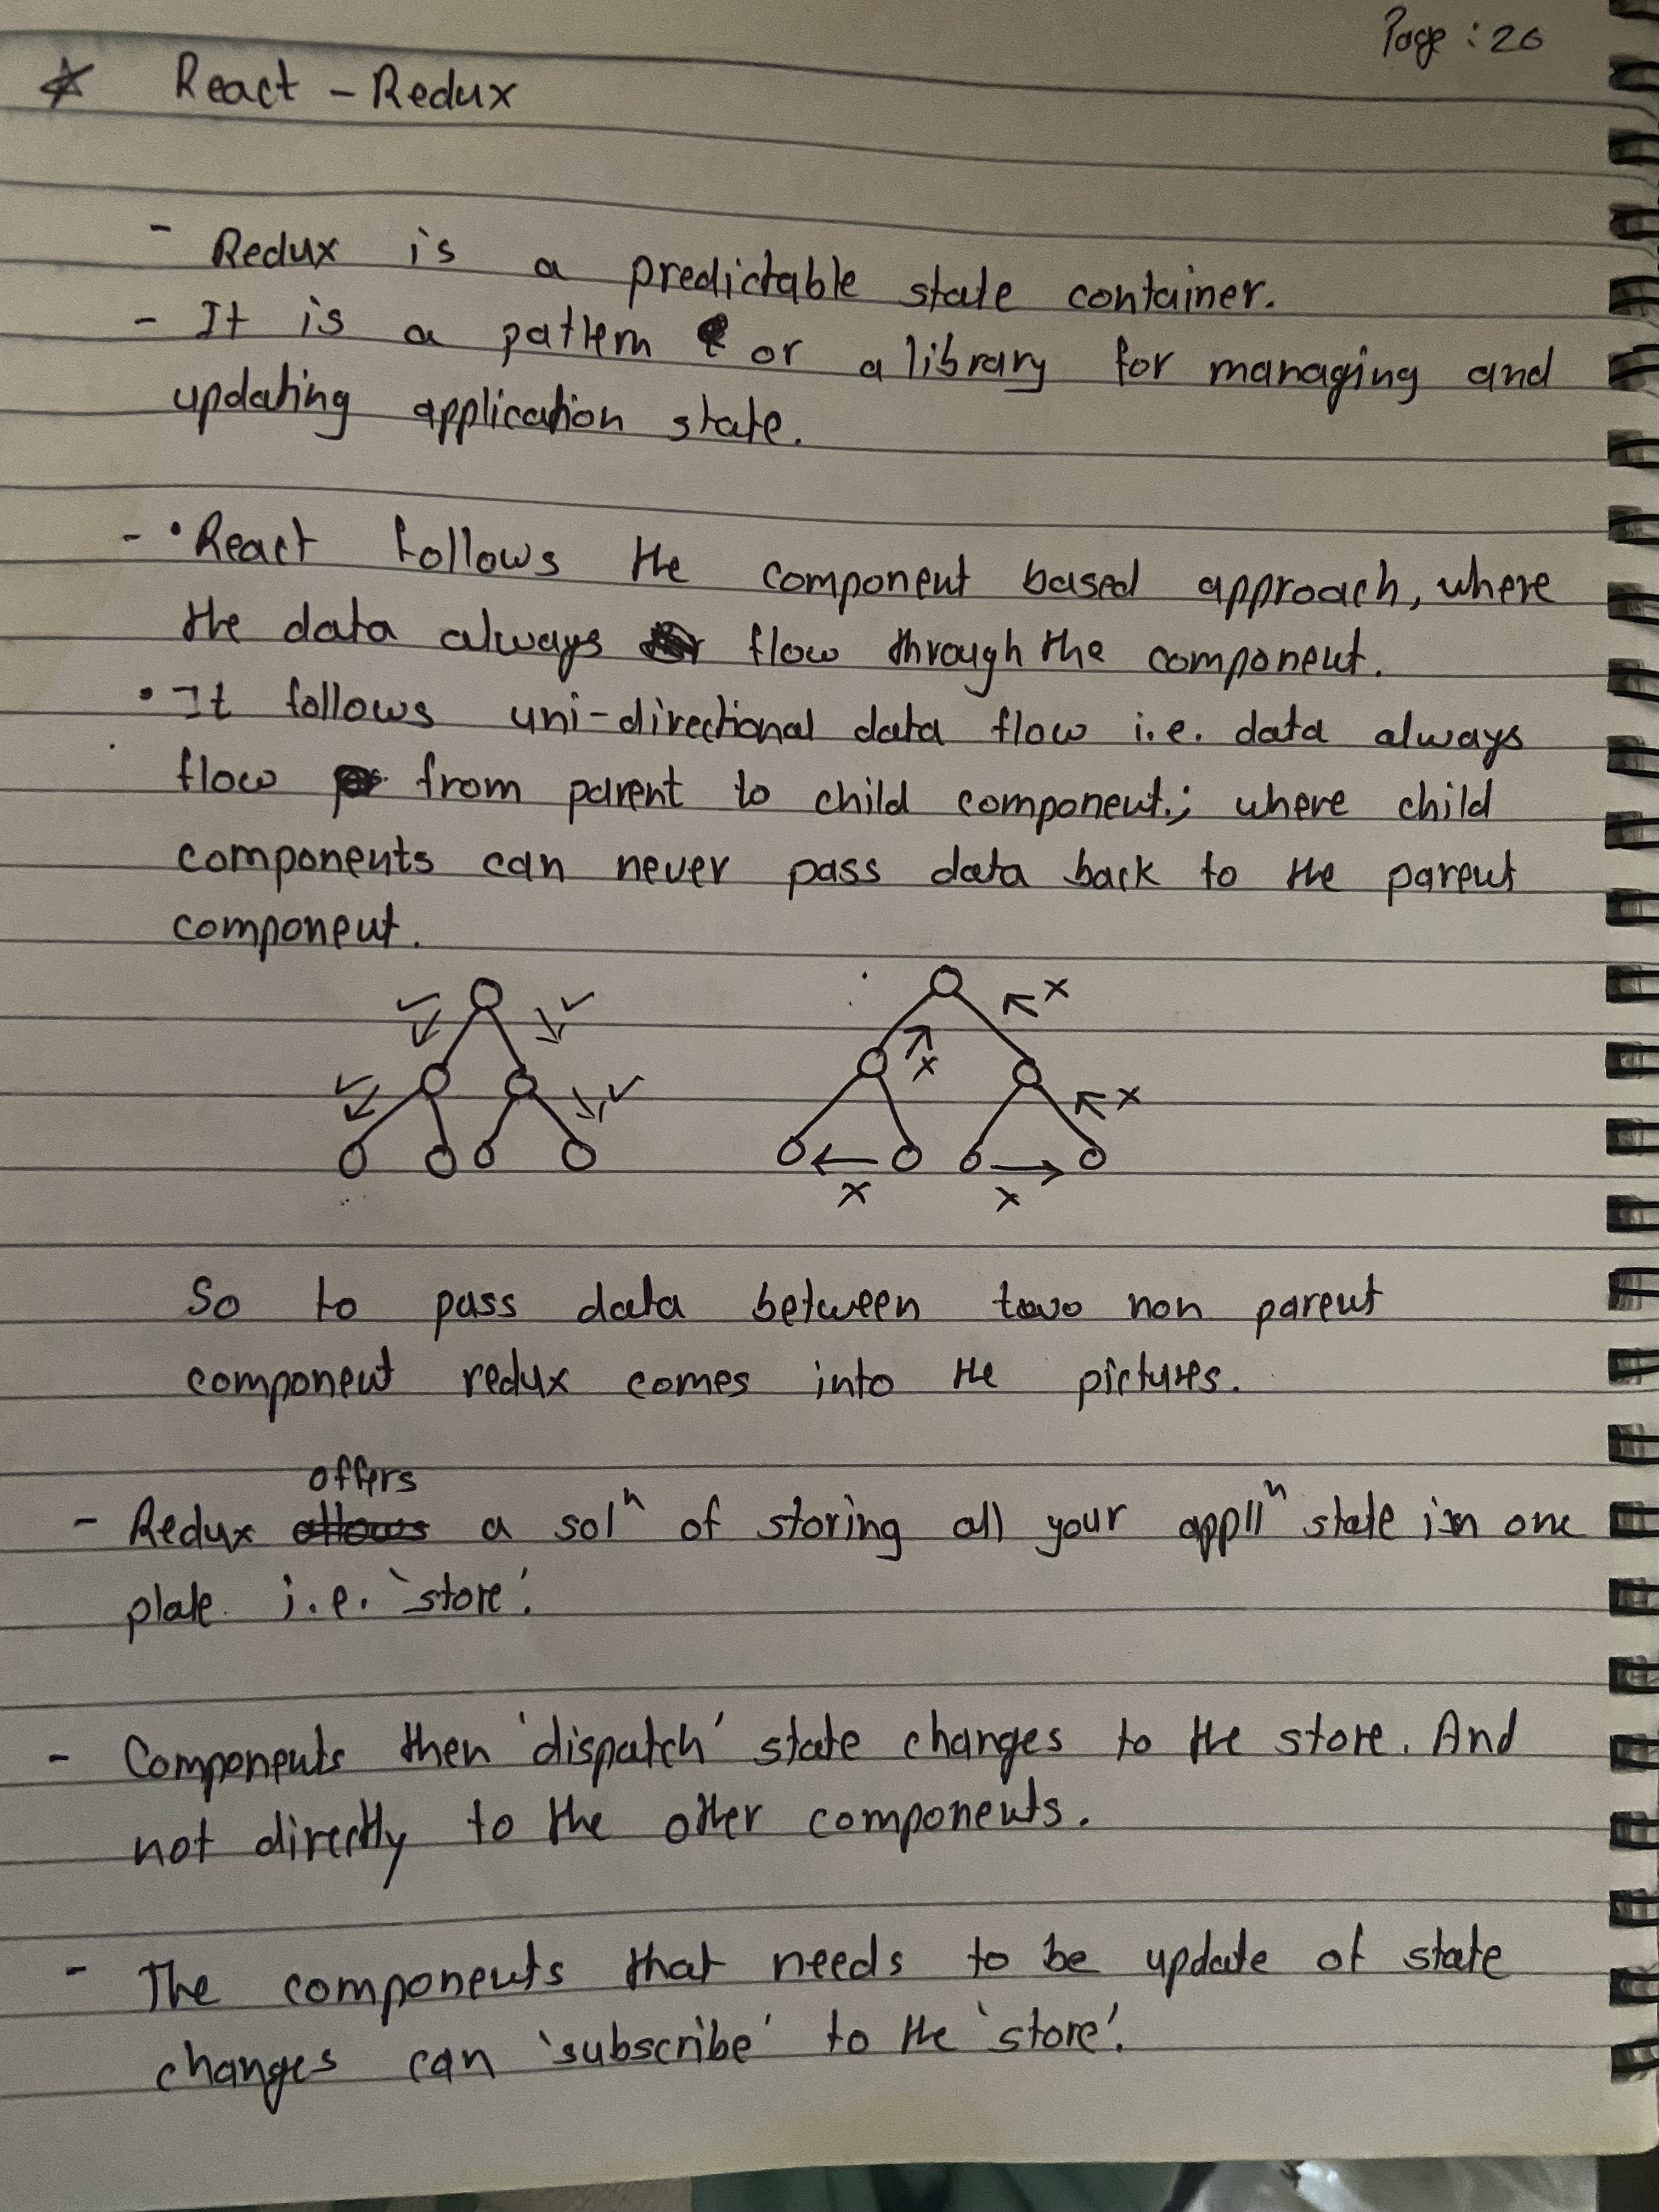 Page : 26
* React - Redux
- Redux is a predictable state container.
- It is a pattern or a library for managing and
updating application state.
- • React follows the component based approach, where
the data always flow through the component.
• It follows uni-directional data flow i.e. data always
flow from parent to child component.; where child
components can never pass data back to the parent
component.
✓ ✓ x
x
✓ ✓ x
x x
So to pass data between two non parent
component redux comes into the pictures.
offers
- Redux allows a solⁿ of storing all your applⁿ state in one
plate i.e. 'store'.
- Components then 'dispatch' state changes to the store. And
not directly to the other components.
- The components that needs to be update of state
changes can 'subscribe' to the 'store'.